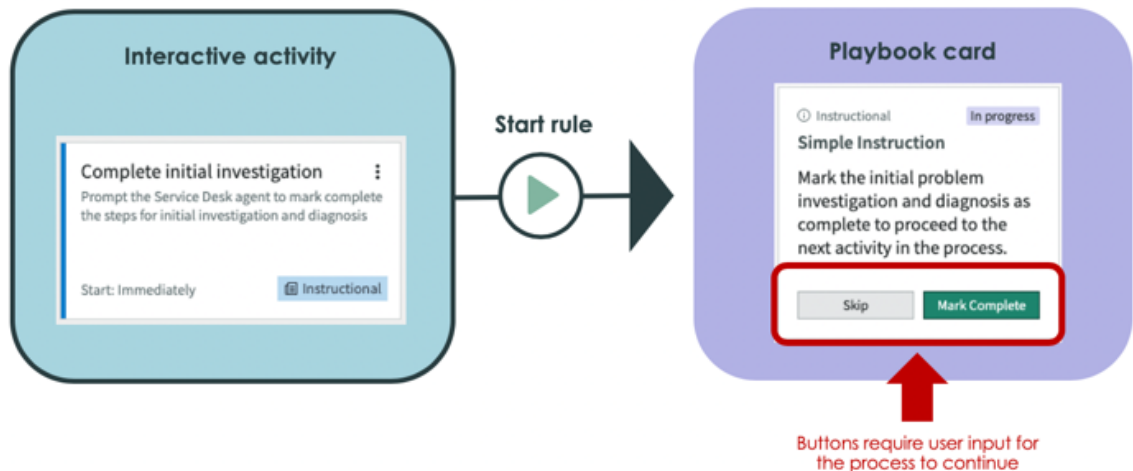 Interactive activity
Complete initial investigation
Prompt the Service Desk agent to mark complete
the steps for initial investigation and diagnosis
Start: Immediately
Instructional
Start rule
Playbook card
Instructional
In progress
Simple Instruction
Mark the initial problem
investigation and diagnosis as
complete to proceed to the
next activity in the process.
Skip
Mark Complete
Buttons require user input for
the process to continue